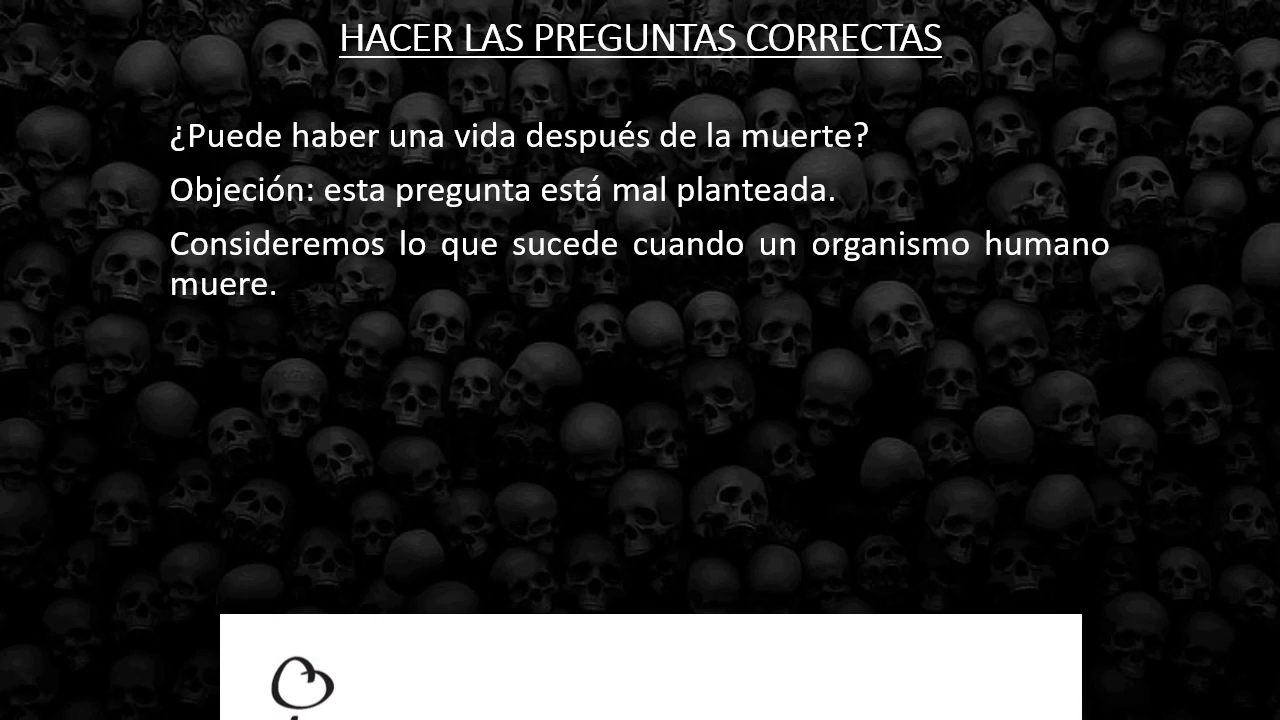 HACER LAS PREGUNTAS CORRECTAS
¿Puede haber una vida después de la muerte?
Objeción: esta pregunta está mal planteada.
Consideremos lo que sucede cuando un organismo humano
muere.